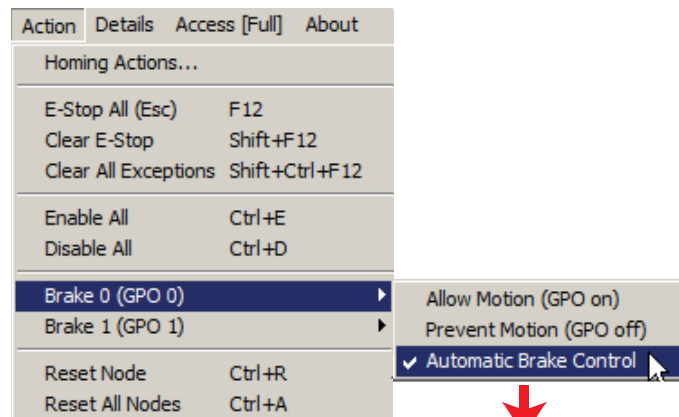 Action Details Access [Full] About
Homing Actions...
E-Stop All (Esc) F12
Clear E-Stop Shift+F12
Clear All Exceptions Shift+Ctrl+F12
Enable All Ctrl+E
Disable All Ctrl+D
Brake 0 (GPO 0)
Brake 1 (GPO 1)
Reset Node Ctrl+R
Reset All Nodes Ctrl+A
Allow Motion (GPO on)
Prevent Motion (GPO off)
Automatic Brake Control